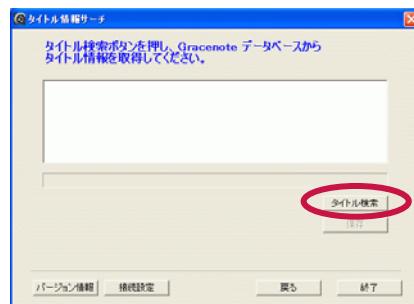 タイトル情報サーチ
タイトル検索ボタンを押し、Gracenote データベースから
タイトル情報を取得してください。
タイトル検索
保存
バージョン情報
接続設定
戻る
終了